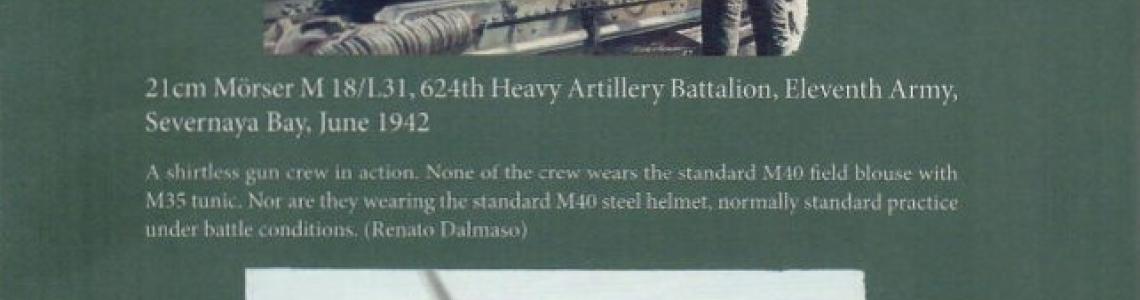 21cm Mörser M 18/L31, 624th Heavy Artillery Battalion, Eleventh Army,
Severnaya Bay, June 1942
A shirtless gun crew in action. None of the crew wears the standard M40 field blouse with
M35 tunic. Nor are they wearing the standard M40 steel helmet, normally standard practice
under battle conditions. (Renato Dalmaso)